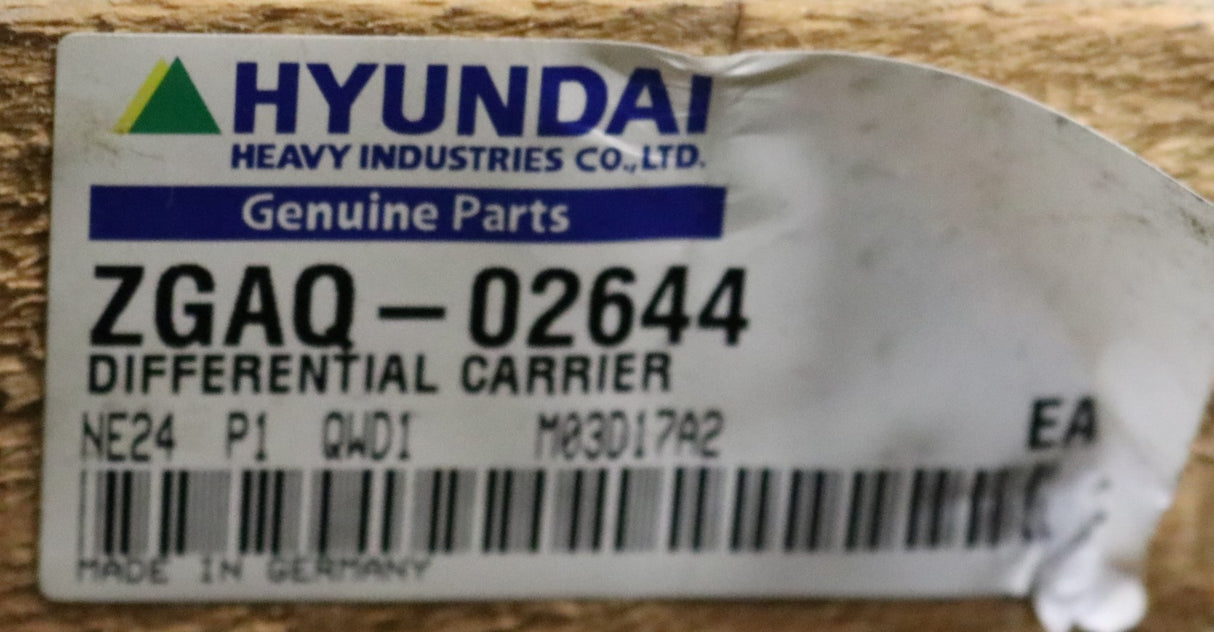 HYUNDAI
HEAVY INDUSTRIES CO.,LTD.
Genuine Parts
ZGAQ-02644
DIFFERENTIAL CARRIER
NE24 P1 QWD1 M03D17A2 EA
MADE IN GERMANY